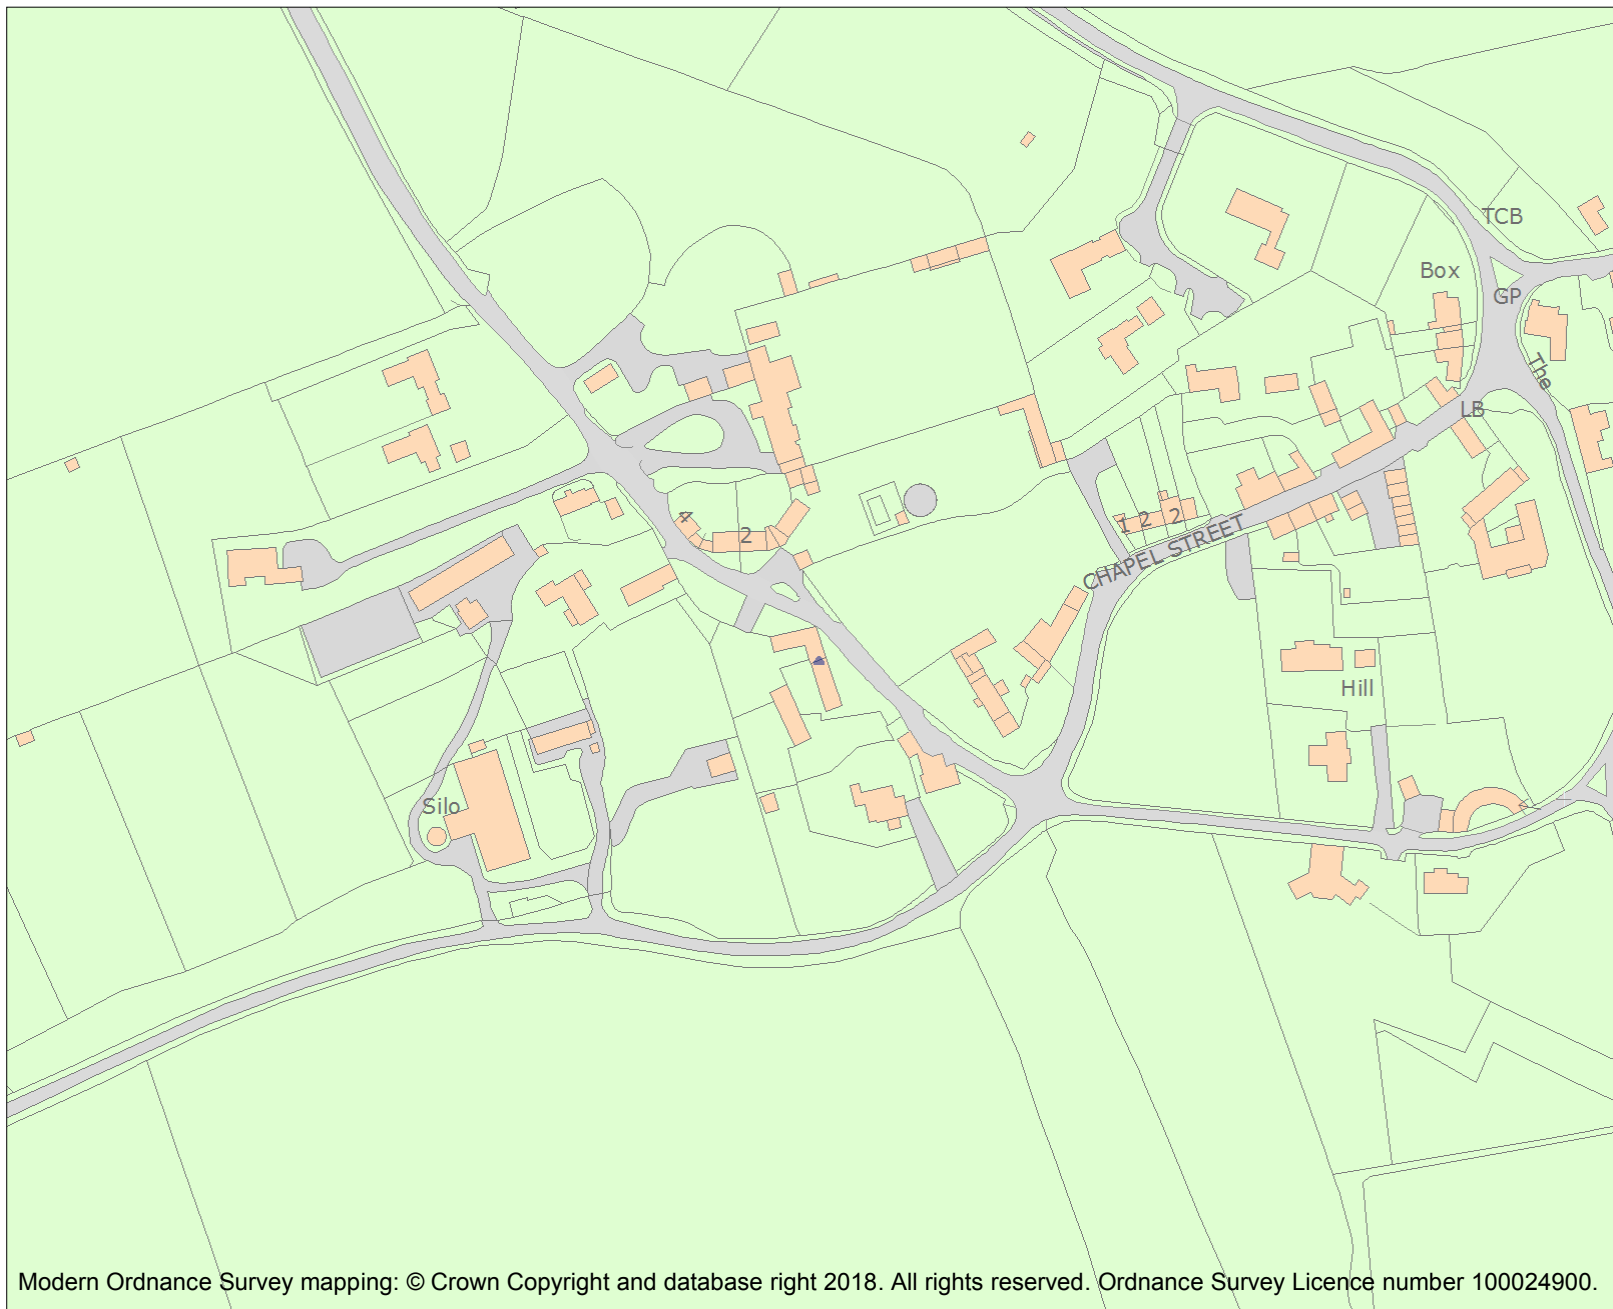 TCB
Box
GP
The
LB
4
2
1 2 2
CHAPEL STREET
Hill
Silo
Modern Ordnance Survey mapping: © Crown Copyright and database right 2018. All rights reserved. Ordnance Survey Licence number 100024900.